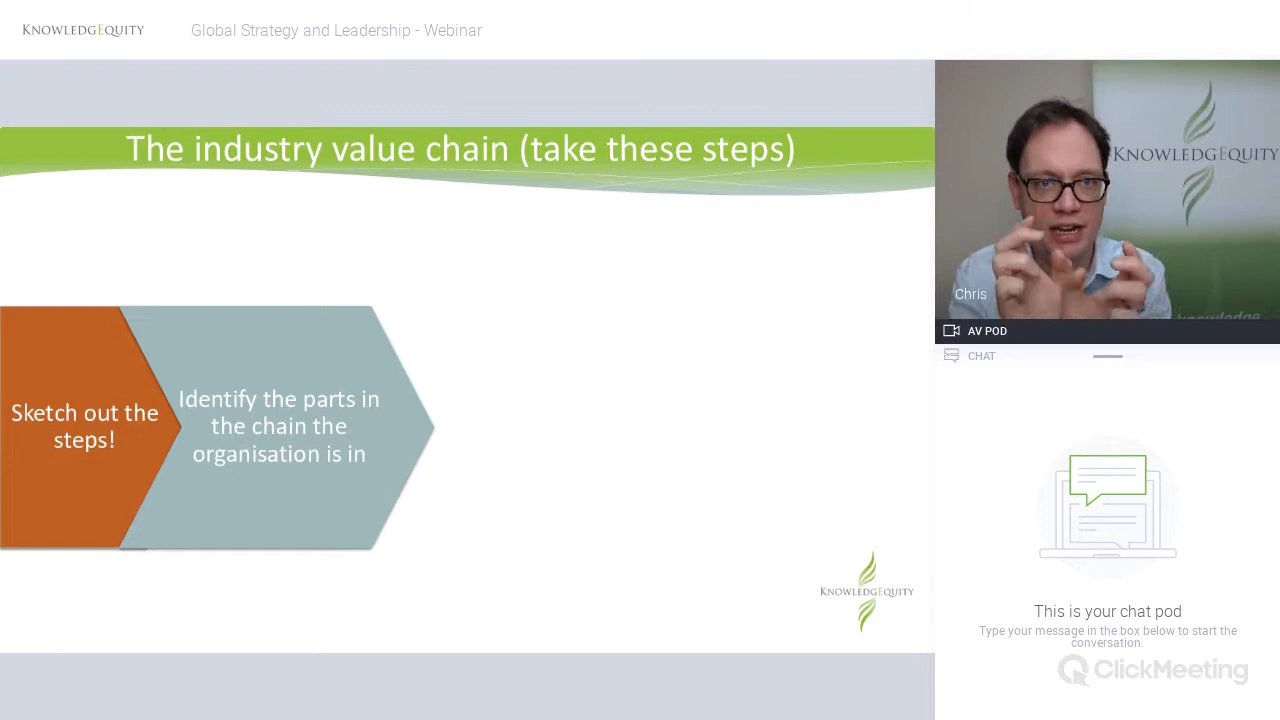 KNOWLEDGEQUITY
Global Strategy and Leadership - Webinar
The industry value chain (take these steps)
Sketch out the
steps!
Identify the parts in
the chain the
organisation is in
KNOWLEDGEQUITY
KNOWLEDGEQUITY
knowledge
Chris
AV POD
CHAT
This is your chat pod
Type your message in the box below to start the
conversation.
ClickMeeting